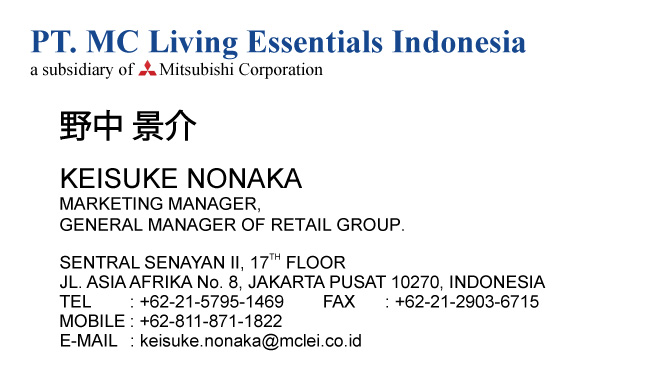 PT. MC Living Essentials Indonesia
a subsidiary of Mitsubishi Corporation
野中 景介
KEISUKE NONAKA
MARKETING MANAGER,
GENERAL MANAGER OF RETAIL GROUP.
SENTRAL SENAYAN II, 17TH FLOOR
JL. ASIA AFRIKA No. 8, JAKARTA PUSAT 10270, INDONESIA
TEL : +62-21-5795-1469 FAX : +62-21-2903-6715
MOBILE : +62-811-871-1822
E-MAIL : keisuke.nonaka@mclei.co.id